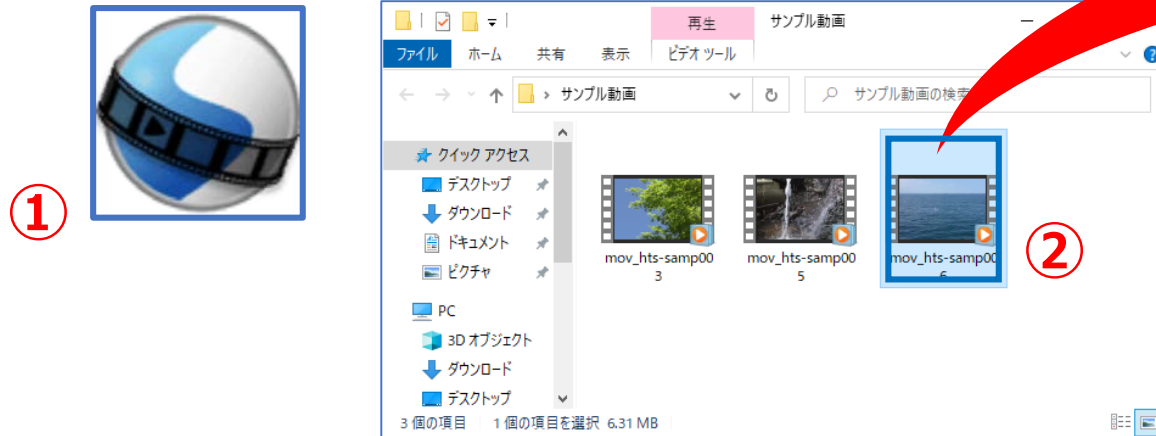 ①
再生
サンプル動画
ファイル
ホーム
共有
表示
ビデオ ツール
サンプル動画
サンプル動画の検索
クイック アクセス
デスクトップ
ダウンロード
ドキュメント
ピクチャ
PC
3D オブジェクト
ダウンロード
デスクトップ
mov_hts-samp00
3
mov_hts-samp00
5
mov_hts-samp00
6
②
3 個の項目
1 個の項目を選択 6.31 MB